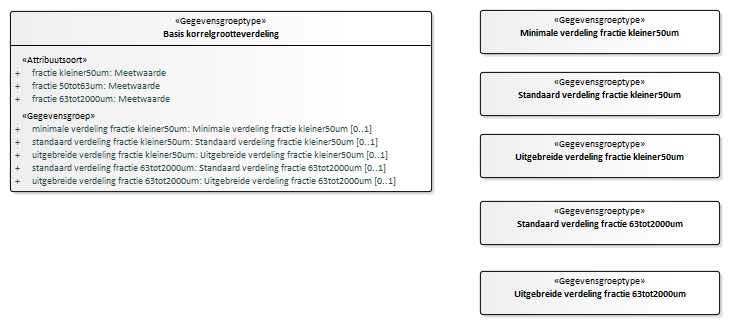 «Gegevensgroeptype»
Basis korrelgrootteverdeling
«Attribuutsoort»
+ fractie kleiner50um: Meetwaarde
+ fractie 50tot63um: Meetwaarde
+ fractie 63tot2000um: Meetwaarde
«Gegevensgroep»
+ minimale verdeling fractie kleiner50um: Minimale verdeling fractie kleiner50um [0..1]
+ standaard verdeling fractie kleiner50um: Standaard verdeling fractie kleiner50um [0..1]
+ uitgebreide verdeling fractie kleiner50um: Uitgebreide verdeling fractie kleiner50um [0..1]
+ standaard verdeling fractie 63tot2000um: Standaard verdeling fractie 63tot2000um [0..1]
+ uitgebreide verdeling fractie 63tot2000um: Uitgebreide verdeling fractie 63tot2000um [0..1]
«Gegevensgroeptype»
Minimale verdeling fractie kleiner50um
«Gegevensgroeptype»
Standaard verdeling fractie kleiner50um
«Gegevensgroeptype»
Uitgebreide verdeling fractie kleiner50um
«Gegevensgroeptype»
Standaard verdeling fractie 63tot2000um
«Gegevensgroeptype»
Uitgebreide verdeling fractie 63tot2000um